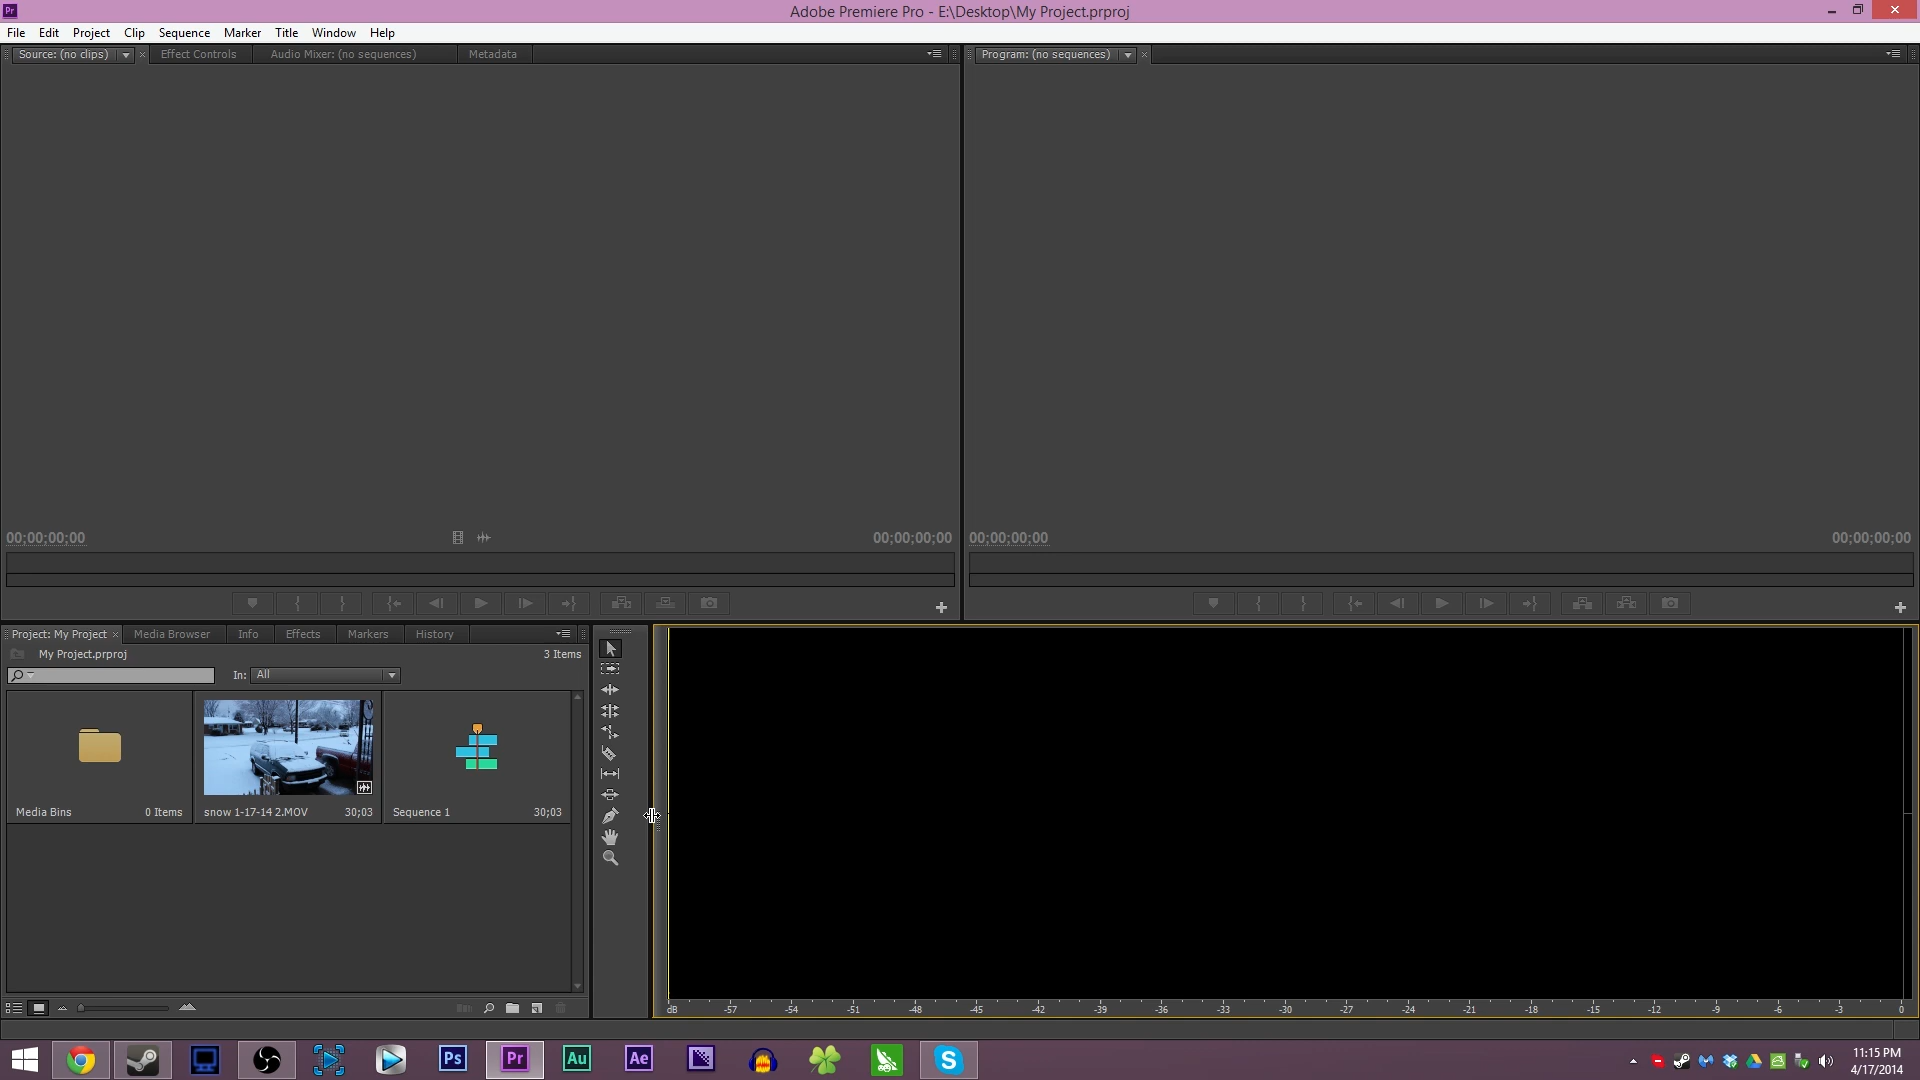 Pr
Adobe Premiere Pro - E:\Desktop\My Project.prproj
File Edit Project Clip Sequence Marker Title Window Help
Source: (no clips) Effect Controls Audio Mixer: (no sequences) Metadata
Program: (no sequences)
00;00;00;00 00;00;00;00
00;00;00;00 00;00;00;00
Project: My Project Media Browser Info Effects Markers History
My Project.prproj 3 Items
In: All
Media Bins 0 Items
snow 1-17-14 2.MOV 30;03
Sequence 1 30;03
dB -57 -54 -51 -48 -45 -42 -39 -36 -33 -30 -27 -24 -21 -18 -15 -12 -9 -6 -3 0
Ps Pr Au Ae S
11:15 PM
4/17/2014